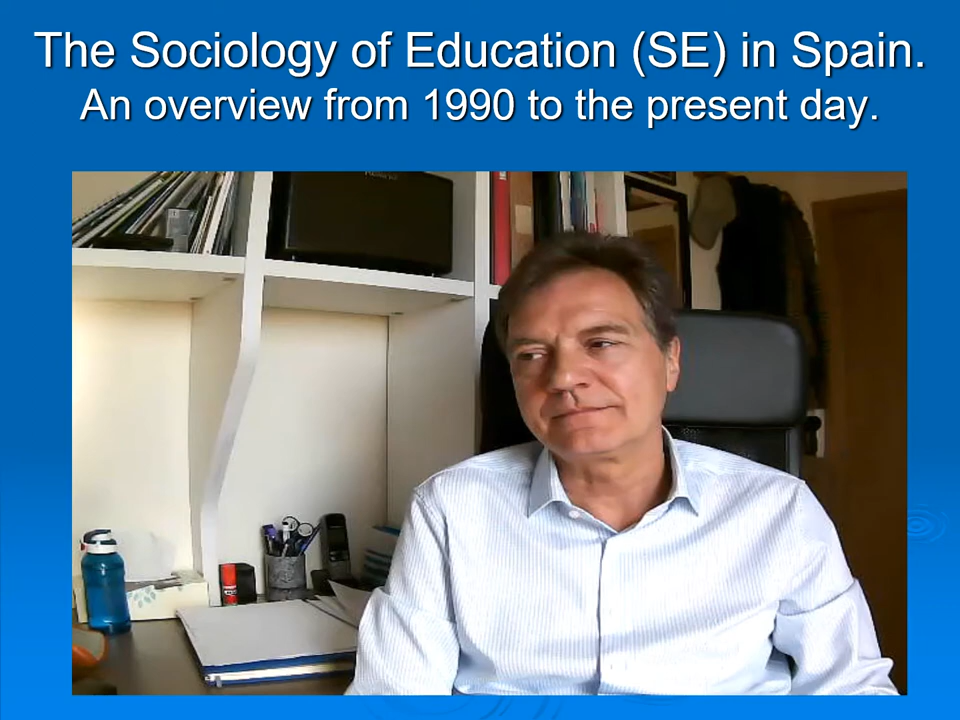 The Sociology of Education (SE) in Spain.
An overview from 1990 to the present day.